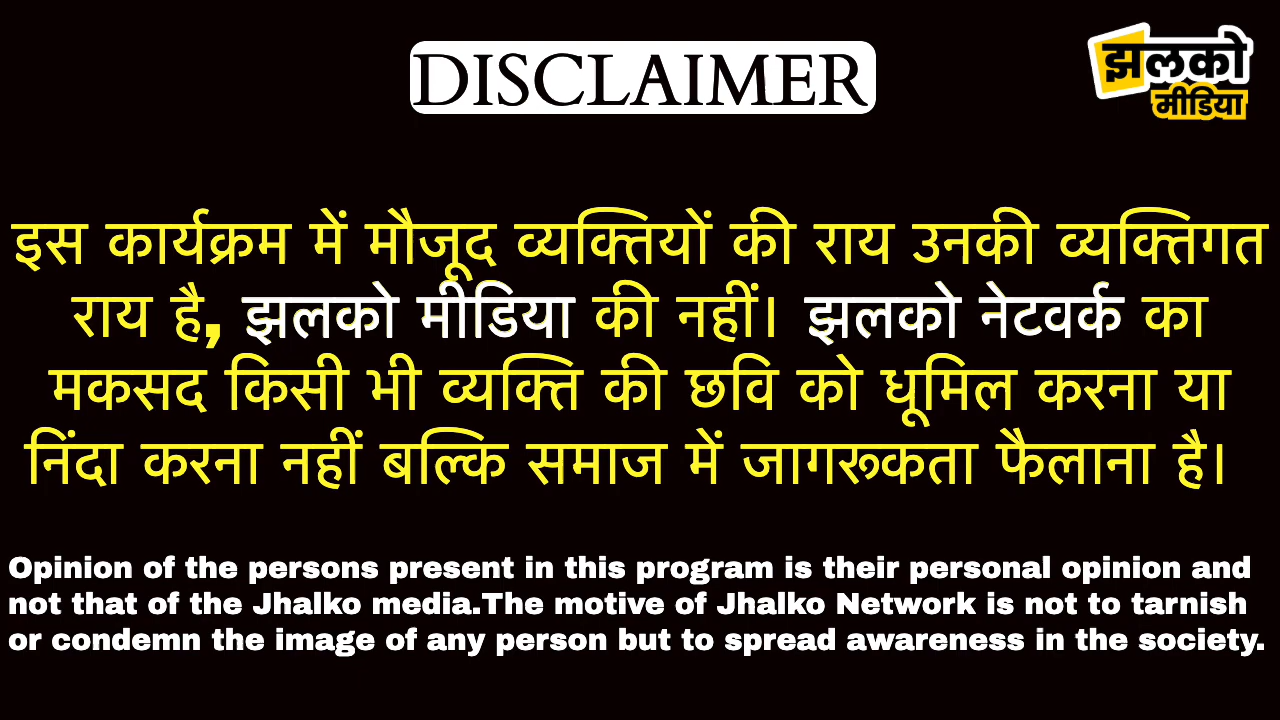 DISCLAIMER
झलको
मीडिया
इस कार्यक्रम में मौजूद व्यक्तियों की राय उनकी व्यक्तिगत
राय है, झलको मीडिया की नहीं। झलको नेटवर्क का
मकसद किसी भी व्यक्ति की छवि को धूमिल करना या
निंदा करना नहीं बल्कि समाज में जागरूकता फैलाना है।
Opinion of the persons present in this program is their personal opinion and
not that of the Jhalko media.The motive of Jhalko Network is not to tarnish
or condemn the image of any person but to spread awareness in the society.